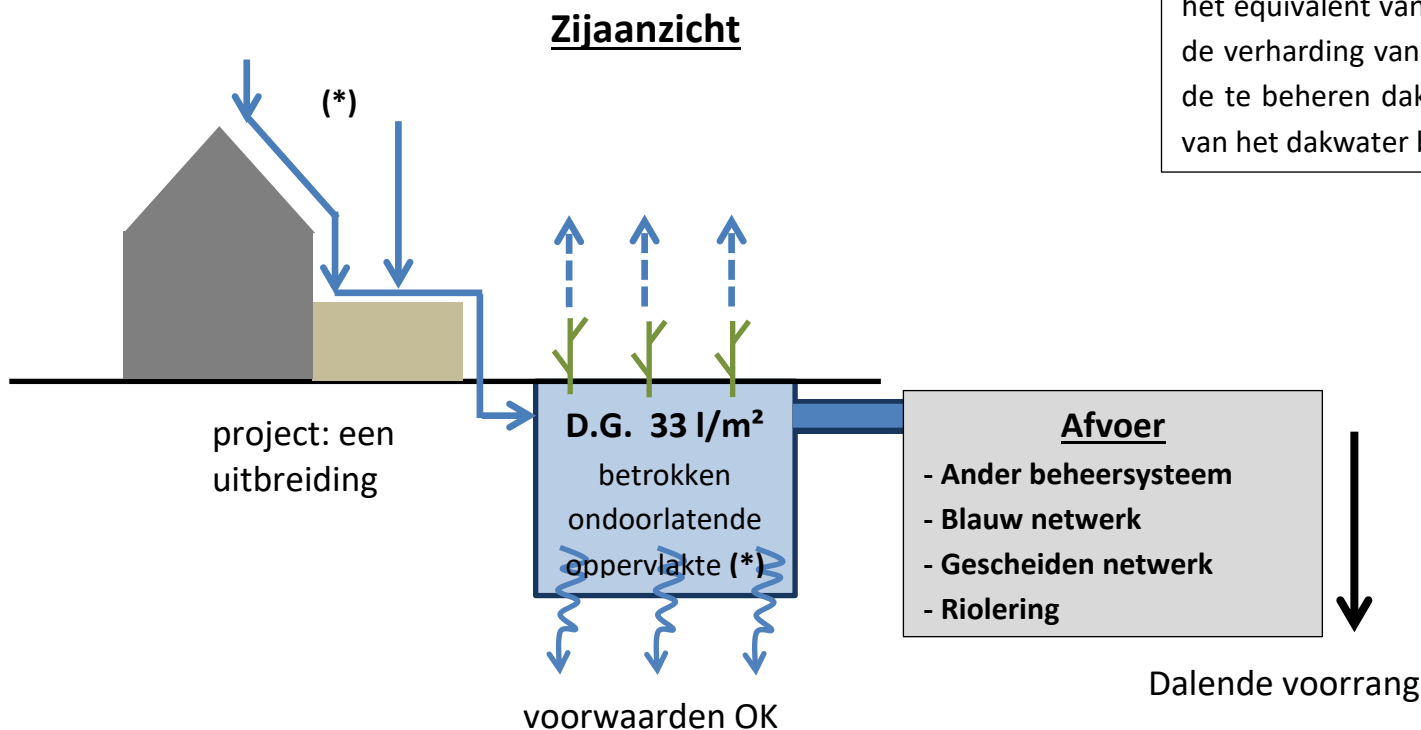 Zijaanzicht
het equivalent van
de verharding van
de te beheren dak
van het dakwater
(*)
project: een
uitbreiding
D.G. 33 l/m²
betrokken
ondoorlatende
oppervlakte (*)
voorwaarden OK
Afvoer
- Ander beheersysteem
- Blauw netwerk
- Gescheiden netwerk
- Riolering
Dalende voorrang